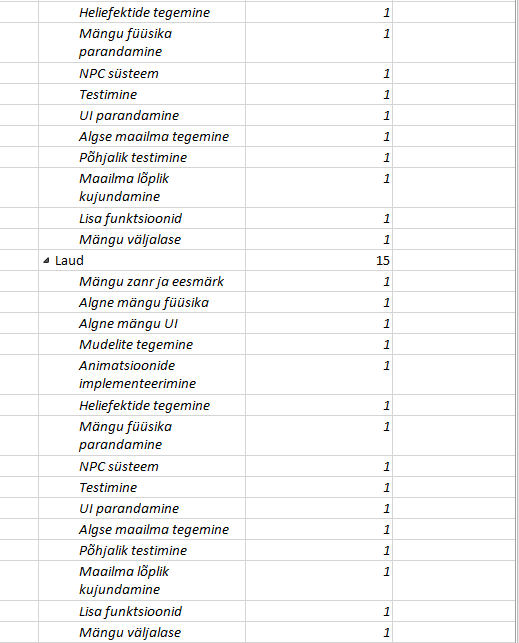 Heliefektide tegemine 1
Mängu füüsika 1
parandamine
NPC süsteem 1
Testimine 1
UI parandamine 1
Algse maailma tegemine 1
Põhjalik testimine 1
Maailma lõplik 1
kujundamine
Lisa funktsioonid 1
Mängu väljalase 1
Laud 15
Mängu zanr ja eesmärk 1
Algne mängu füüsika 1
Algne mängu UI 1
Mudelite tegemine 1
Animatsioonide 1
implementeerimine
Heliefektide tegemine 1
Mängu füüsika 1
parandamine
NPC süsteem 1
Testimine 1
UI parandamine 1
Algse maailma tegemine 1
Põhjalik testimine 1
Maailma lõplik 1
kujundamine
Lisa funktsioonid 1
Mängu väljalase 1